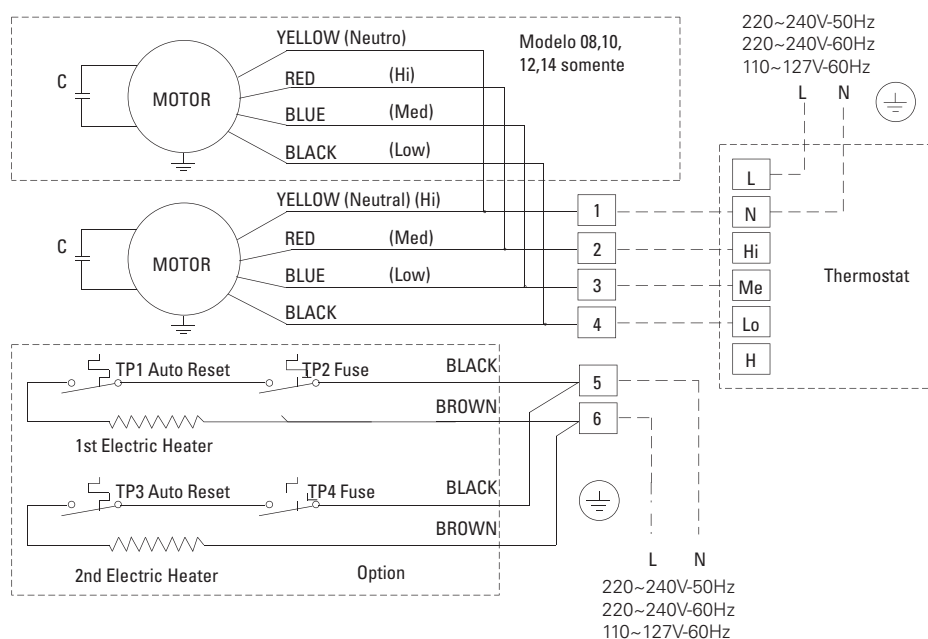 220~240V-50Hz
220~240V-60Hz
110~127V-60Hz
L N
Modelo 08,10,
12,14 somente
C
MOTOR
YELLOW (Neutro)
RED (Hi)
BLUE (Med)
BLACK (Low)
C
MOTOR
YELLOW (Neutral) (Hi)
RED (Med)
BLUE (Low)
BLACK
1
2
3
4
L
N
Hi
Me
Lo
H
Thermostat
TP1 Auto Reset
TP2 Fuse
BLACK
BROWN
1st Electric Heater
5
6
TP3 Auto Reset
TP4 Fuse
BLACK
BROWN
2nd Electric Heater
Option
L N
220~240V-50Hz
220~240V-60Hz
110~127V-60Hz